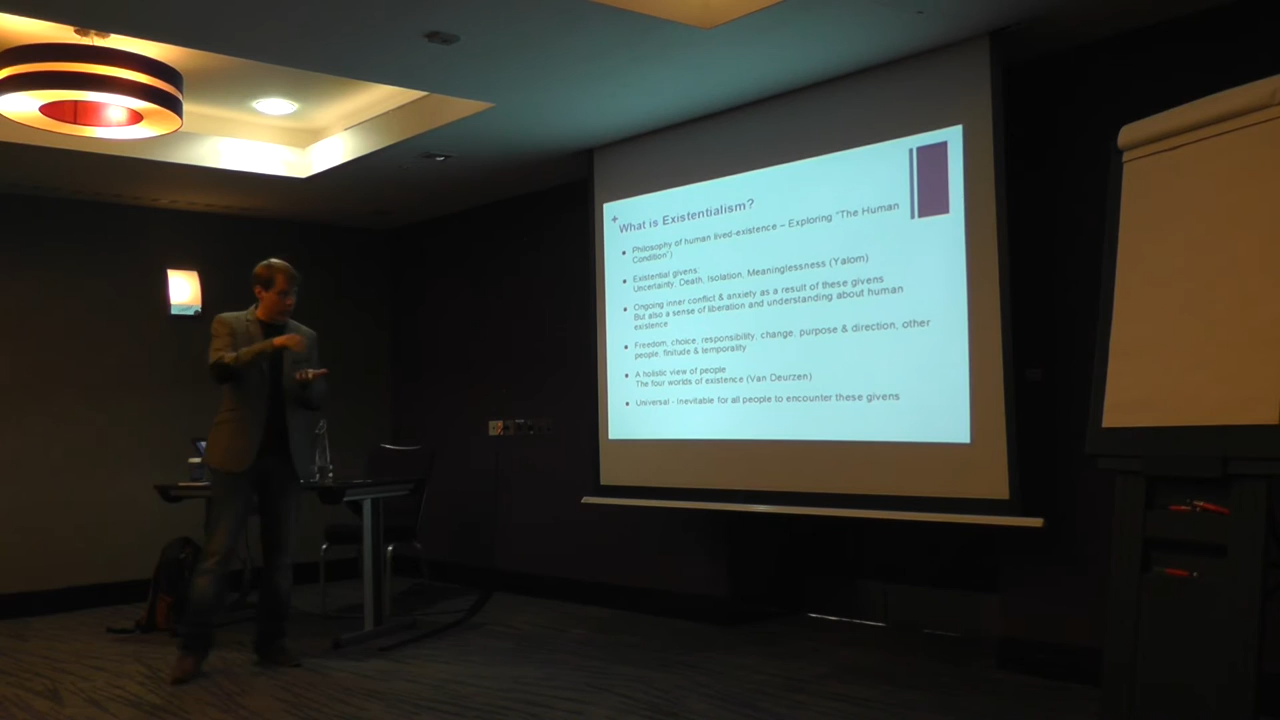 +
What is Existentialism?
• Philosophy of human lived-existence – Exploring "The Human
Condition")
• Existential givens:
Uncertainty, Death, Isolation, Meaninglessness (Yalom)
• Ongoing inner conflict & anxiety as a result of these givens
But also a sense of liberation and understanding about human
existence
• Freedom, choice, responsibility, change, purpose & direction, other
people, finitude & temporality
• A holistic view of people
The four worlds of existence (Van Deurzen)
• Universal - Inevitable for all people to encounter these givens